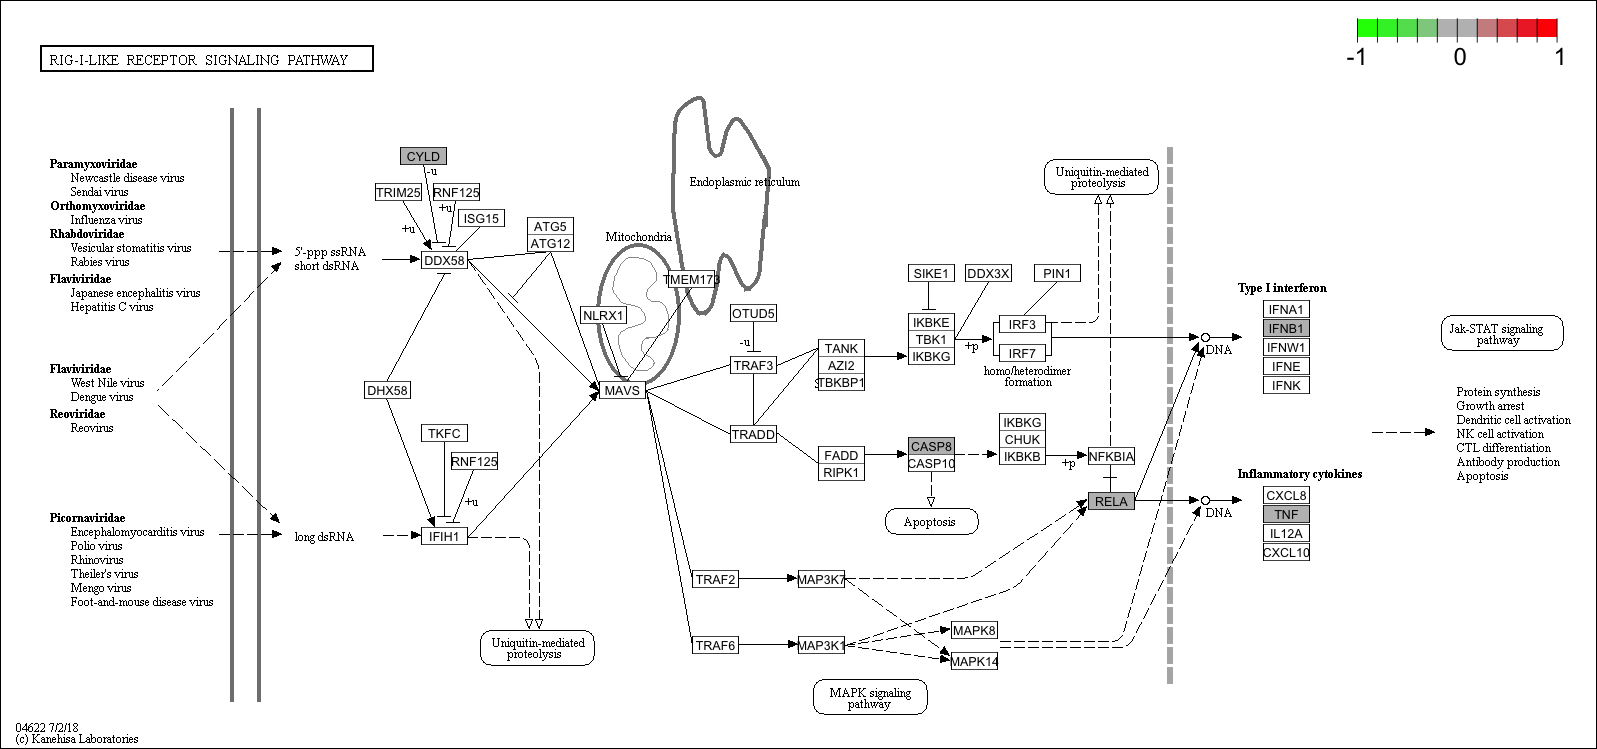 RIG-I-LIKE RECEPTOR SIGNALING PATHWAY
-1 0 1
Paramyxoviridae
Newcastle disease virus
Sendai virus
Orthomyxoviridae
Influenza virus
Rhabdoviridae
Vesicular stomatitis virus
Rabies virus
Flaviviridae
Japanese encephalitis virus
Hepatitis C virus
Flaviviridae
West Nile virus
Dengue virus
Reoviridae
Reovirus
Picornaviridae
Encephalomyocarditis virus
Polio virus
Rhinovirus
Theiler's virus
Mengo virus
Foot-and-mouse disease virus
5'-ppp ssRNA
short dsRNA
long dsRNA
CYLD
-u
TRIM25
RNF125
+u
+u
ISG15
DDX58
ATG5
ATG12
DHX58
TKFC
RNF125
+u
IFIH1
Uniquitin-mediated
proteolysis
Mitochondria
Endoplasmic reticulum
TMEM173
NLRX1
MAVS
OTUD5
-u
TRAF3
TRADD
TANK
AZI2
TBKBP1
FADD
RIPK1
TRAF2
TRAF6
MAP3K7
MAP3K1
MAPK8
MAPK14
MAPK signaling
pathway
SIKE1
DDX3X
PIN1
IKBKE
TBK1
IKBKG
+p
IRF3
IRF7
homo/heterodimer
formation
Uniquitin-mediated
proteolysis
CASP8
CASP10
Apoptosis
IKBKG
CHUK
IKBKB
+p
NFKBIA
RELA
DNA
DNA
Type I interferon
IFNA1
IFNB1
IFNW1
IFNE
IFNK
Inflammatory cytokines
CXCL8
TNF
IL12A
CXCL10
Jak-STAT signaling
pathway
Protein synthesis
Growth arrest
Dendritic cell activation
NK cell activation
CTL differentiation
Antibody production
Apoptosis
04622 7/2/18
(c) Kanehisa Laboratories